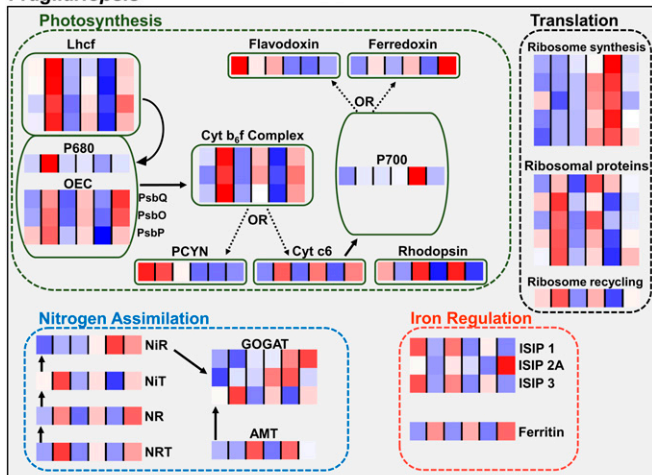 Photosynthesis
Translation
Lhcf
Flavodoxin
Ferredoxin
Ribosome synthesis
OR
P680
Cyt b6f Complex
P700
OEC
PsbQ
PsbO
PsbP
Ribosomal proteins
OR
PCYN
Cyt c6
Rhodopsin
Ribosome recycling
Nitrogen Assimilation
Iron Regulation
NiR
GOGAT
ISIP 1
ISIP 2A
NiT
ISIP 3
NR
AMT
Ferritin
NRT